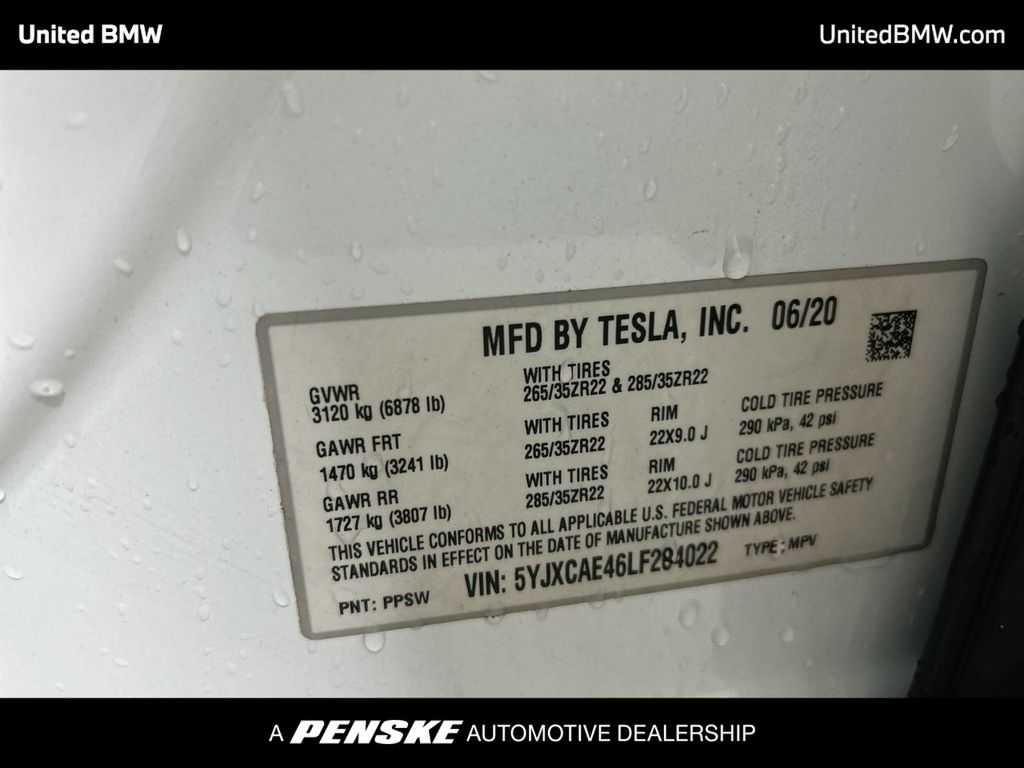 United BMW
UnitedBMW.com
MFD BY TESLA, INC. 06/20
GVWR
3120 kg (6878 lb)
WITH TIRES
265/35ZR22 & 285/35ZR22
GAWR FRT
1470 kg (3241 lb)
WITH TIRES
265/35ZR22
RIM
22X9.0 J
COLD TIRE PRESSURE
290 kPa, 42 psi
GAWR RR
1727 kg (3807 lb)
WITH TIRES
285/35ZR22
RIM
22X10.0 J
COLD TIRE PRESSURE
290 kPa, 42 psi
THIS VEHICLE CONFORMS TO ALL APPLICABLE U.S. FEDERAL MOTOR VEHICLE SAFETY
STANDARDS IN EFFECT ON THE DATE OF MANUFACTURE SHOWN ABOVE.
PNT: PPSW
VIN: 5YJXCAE46LF284022
TYPE: MPV
A PENSKE AUTOMOTIVE DEALERSHIP